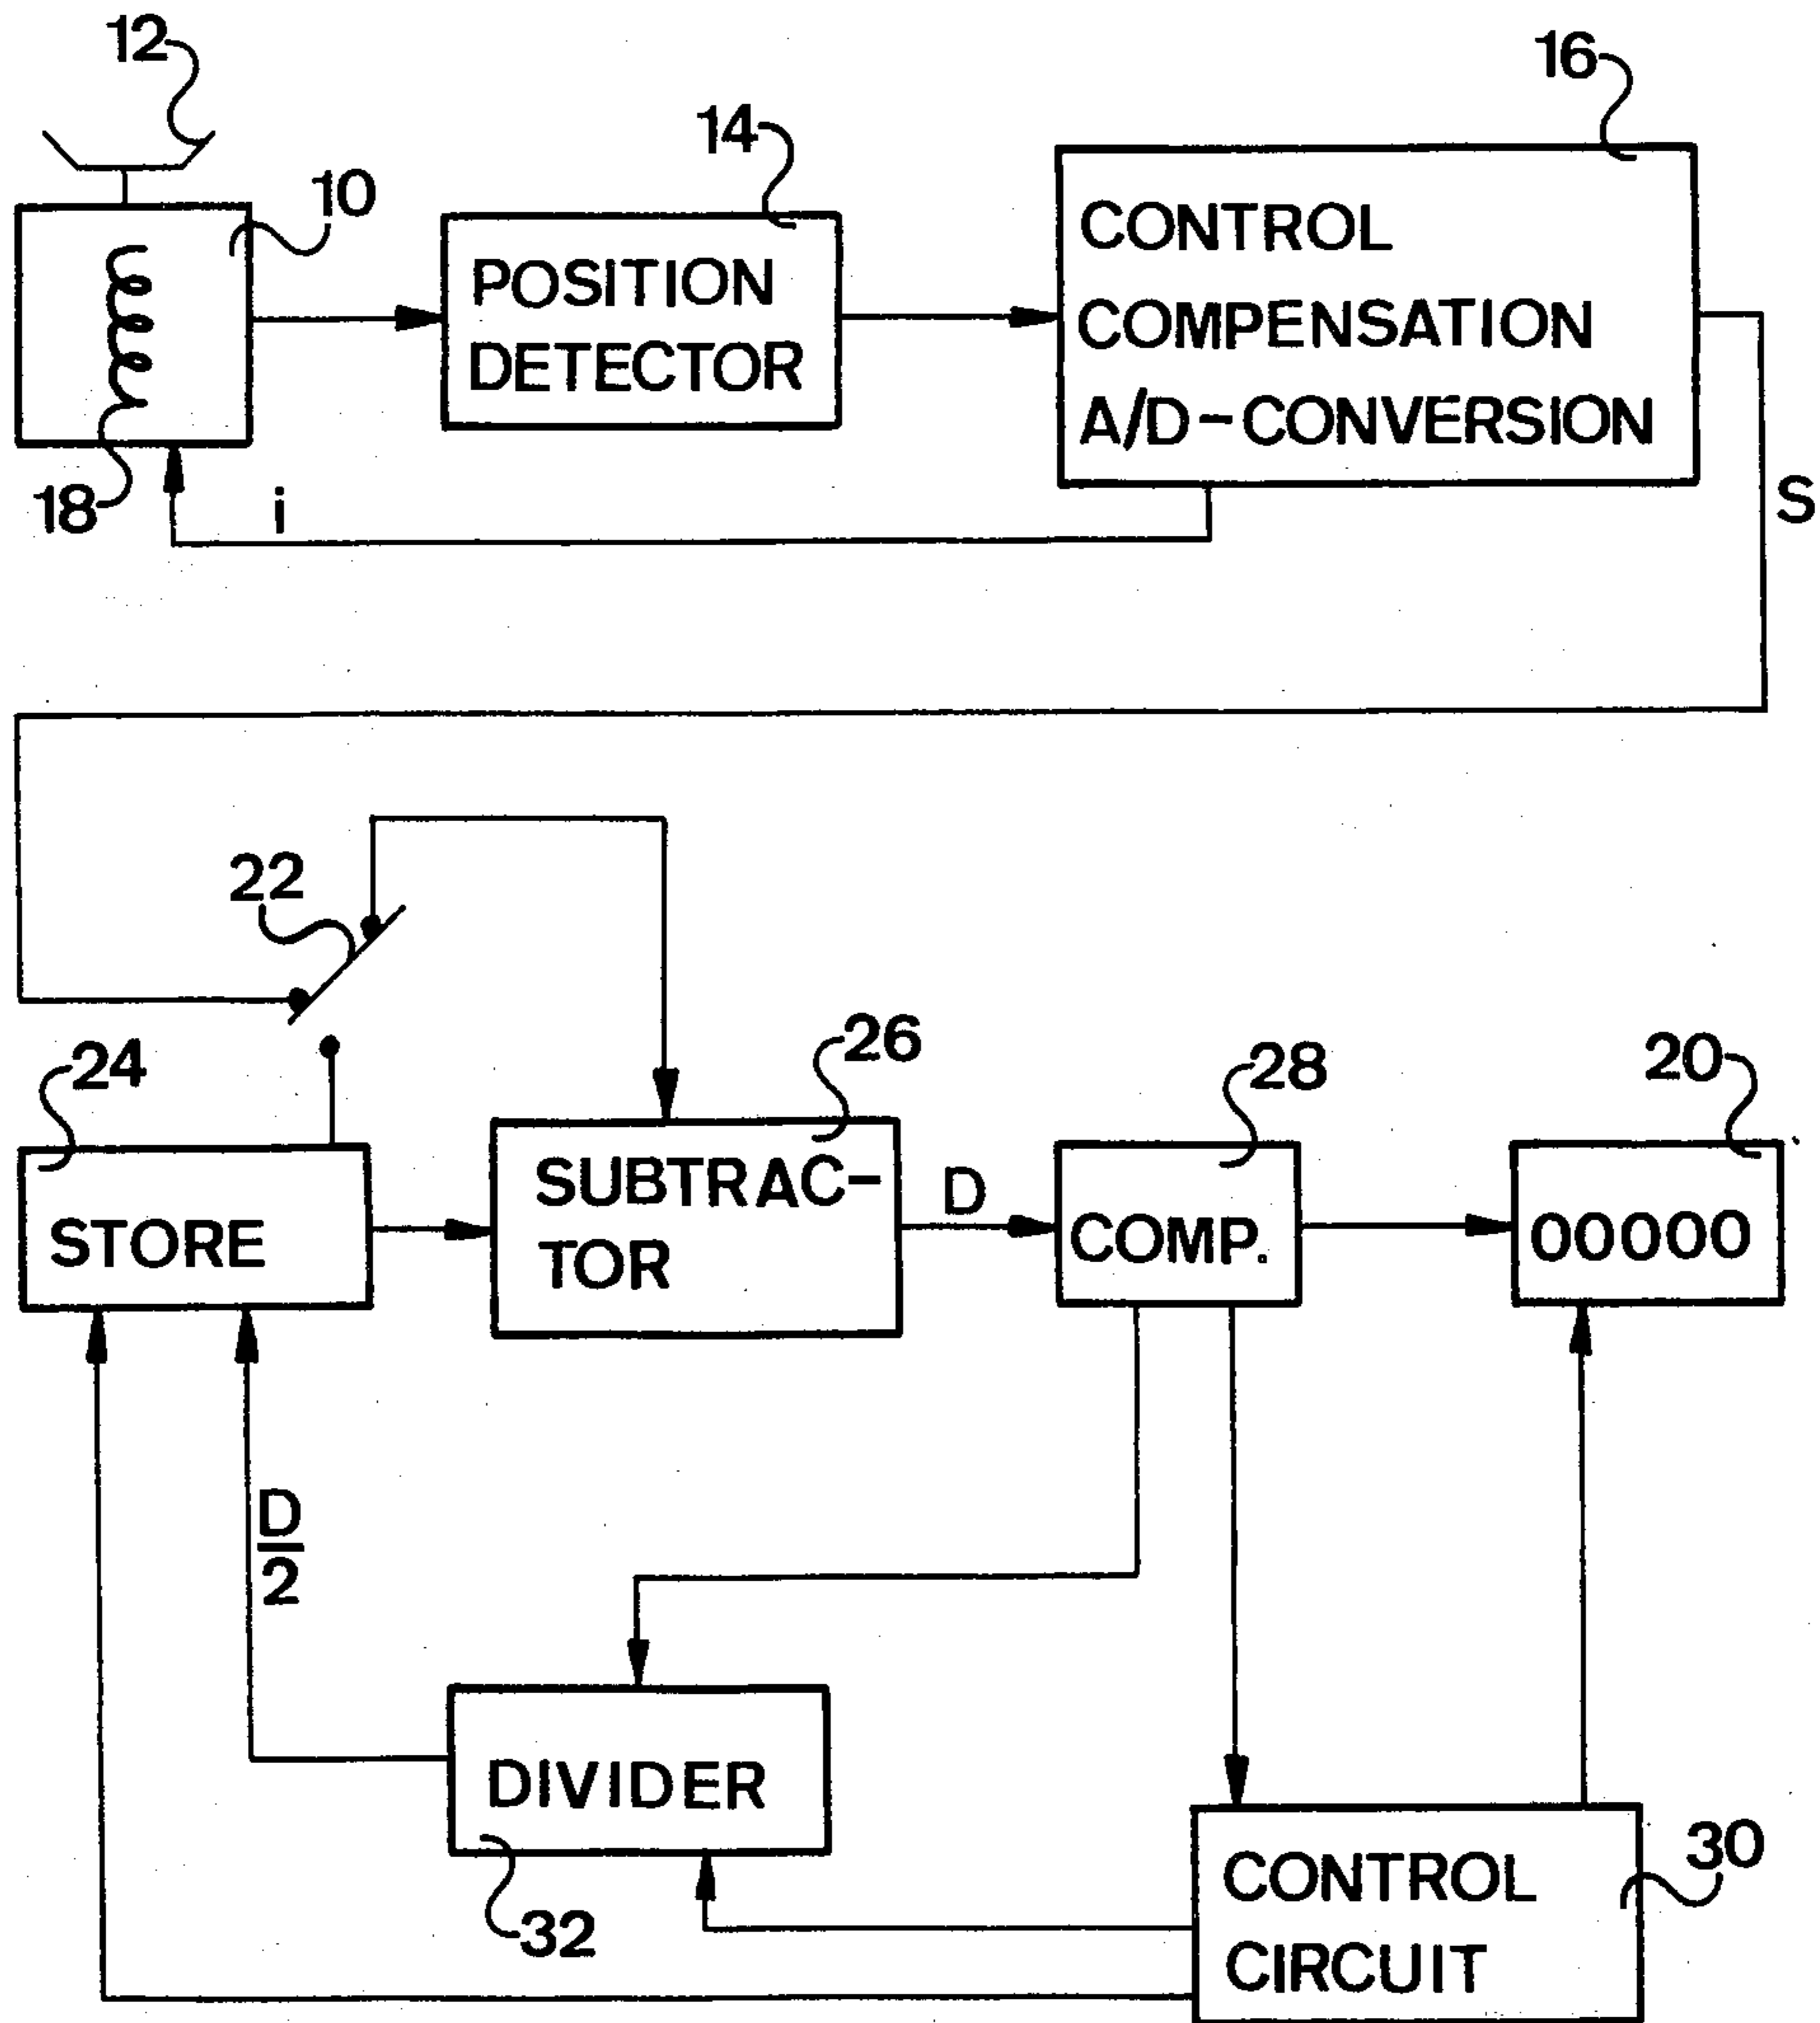 12
16
14
10
CONTROL
COMPENSATION
A/D-CONVERSION
POSITION
DETECTOR
18
i
S
22
24
26
28
20
STORE
SUBTRAC-
TOR
D
COMP.
00000
D
2
DIVIDER
32
30
CONTROL
CIRCUIT